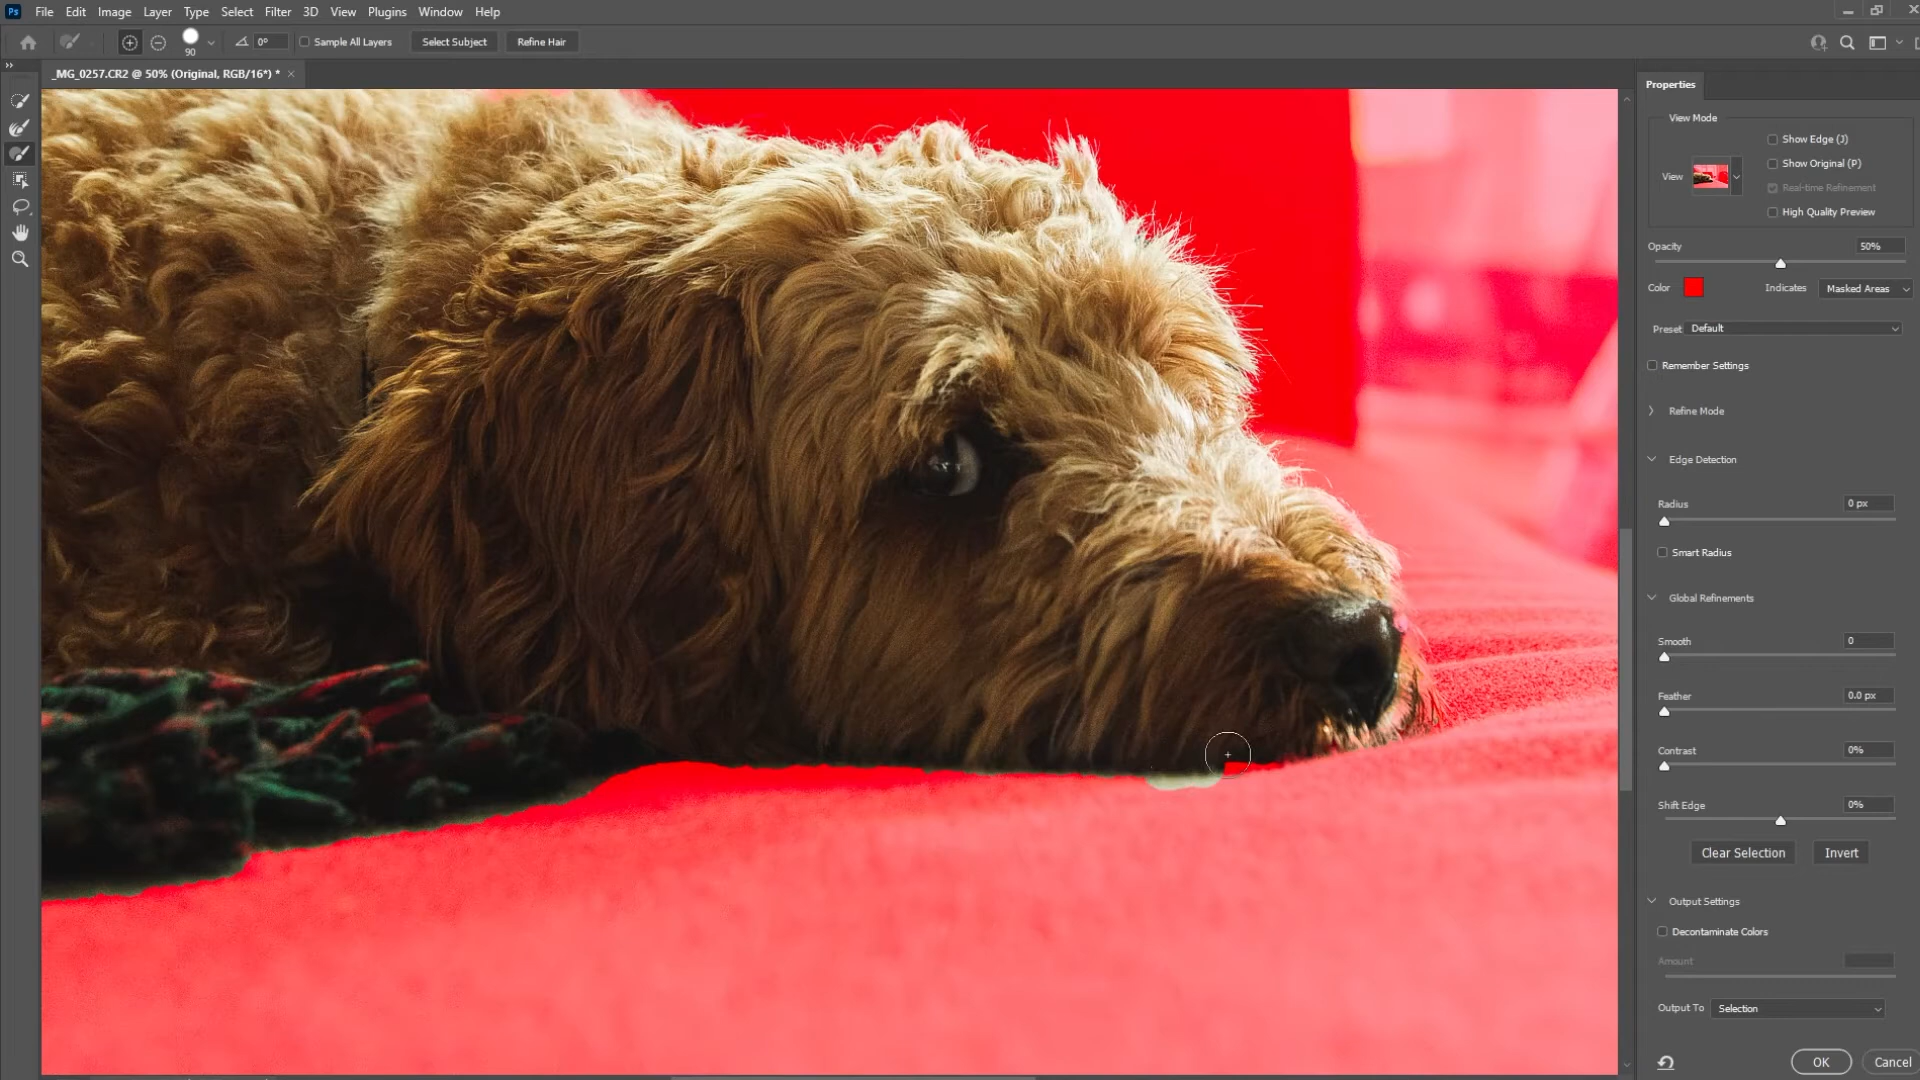 Ps File Edit Image Layer Type Select Filter 3D View Plugins Window Help
90 0° Sample All Layers Select Subject Refine Hair
_MG_0257.CR2 @ 50% (Original, RGB/16*) *
Properties
View Mode
Show Edge (J)
Show Original (P)
View
Real-time Refinement
High Quality Preview
Opacity 50%
Color Indicates Masked Areas
Preset Default
Remember Settings
Refine Mode
Edge Detection
Radius 0 px
Smart Radius
Global Refinements
Smooth 0
Feather 0.0 px
Contrast 0%
Shift Edge 0%
Clear Selection Invert
Output Settings
Decontaminate Colors
Amount
Output To Selection
OK Cancel